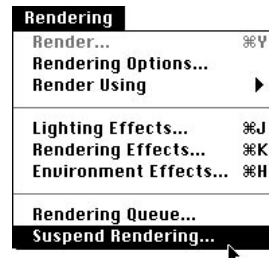 Rendering
Render... ⌘Y
Rendering Options...
Render Using
Lighting Effects... ⌘J
Rendering Effects... ⌘K
Environment Effects... ⌘H
Rendering Queue...
Suspend Rendering...